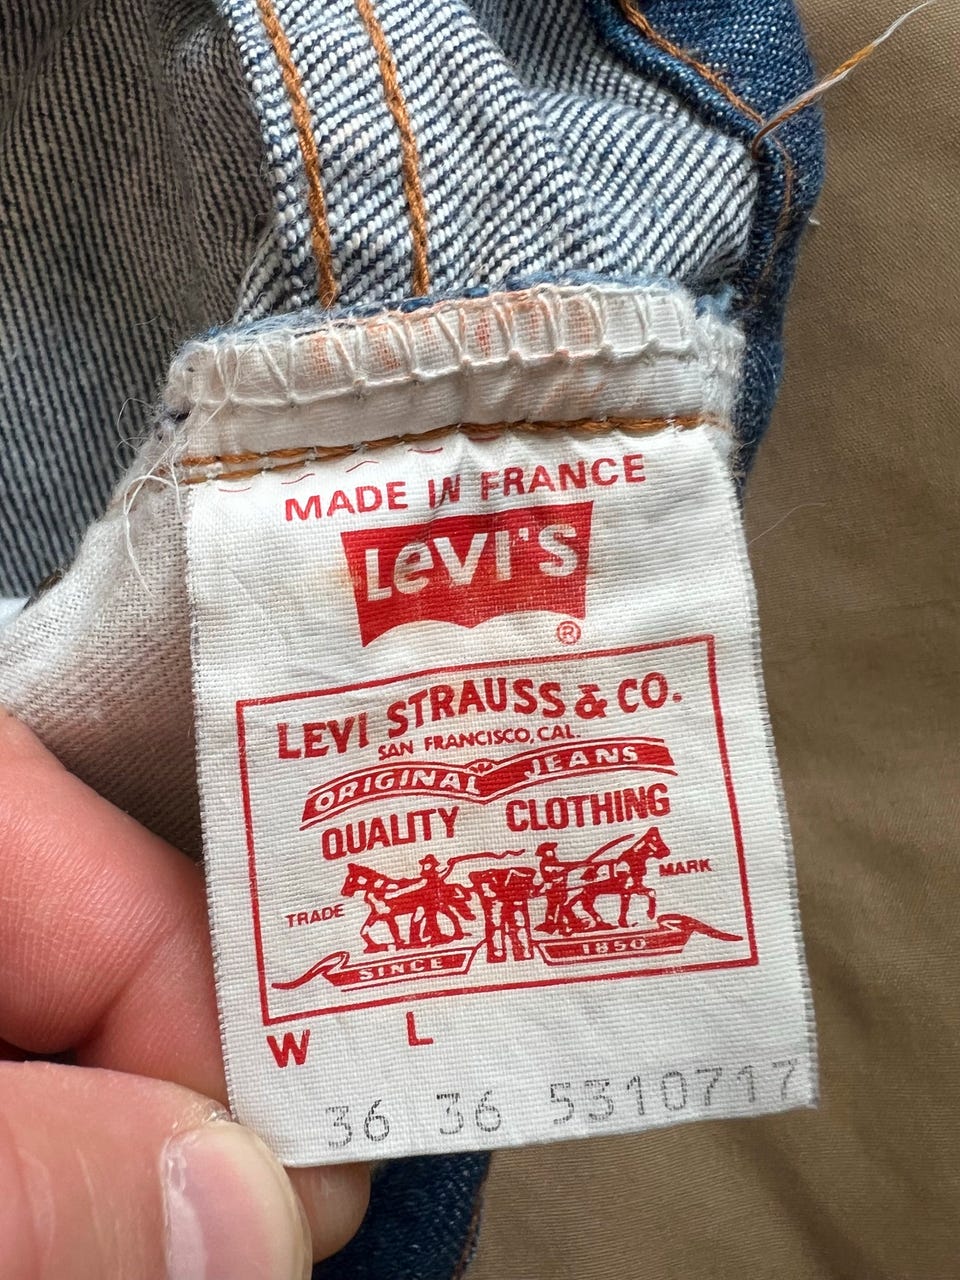 MADE IN FRANCE
Levi's
®
LEVI STRAUSS & CO.
SAN FRANCISCO, CAL.
ORIGINAL JEANS
QUALITY CLOTHING
TRADE MARK
SINCE 1850
W L
36 36 5310717